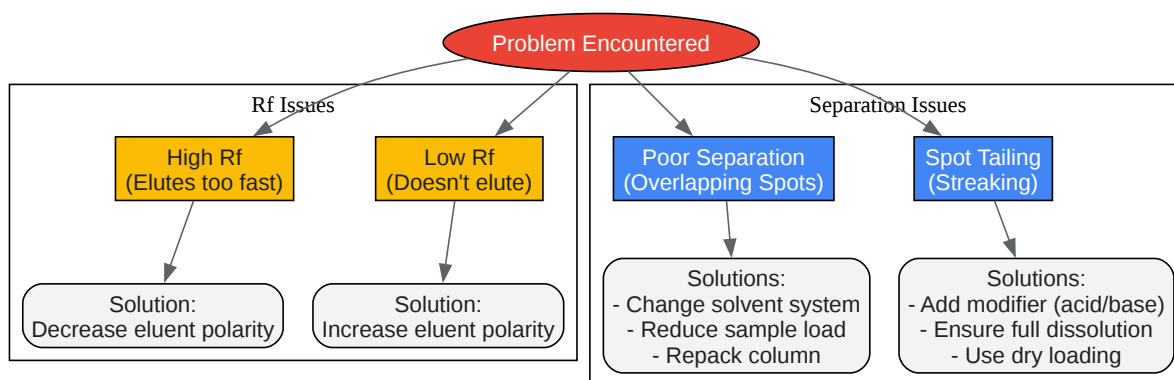 Problem Encountered
Rf Issues
Separation Issues
High Rf
(Elutes too fast)
Low Rf
(Doesn't elute)
Poor Separation
(Overlapping Spots)
Spot Tailing
(Streaking)
Solution:
Decrease eluent polarity
Solution:
Increase eluent polarity
Solutions:
- Change solvent system
- Reduce sample load
- Repack column
Solutions:
- Add modifier (acid/base)
- Ensure full dissolution
- Use dry loading